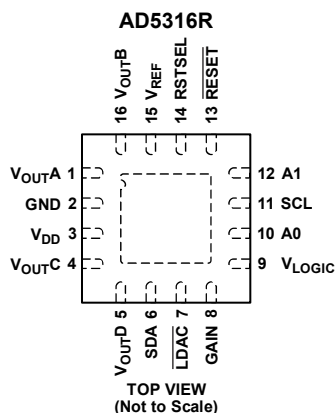 AD5316R
16 VOUTB
15 VREF
14 RSTSEL
13 RESET
VOUTA 1
GND 2
VDD 3
VOUTC 4
12 A1
11 SCL
10 A0
9 VLOGIC
VOUTD 5
SDA 6
LDAC 7
GAIN 8
TOP VIEW
(Not to Scale)